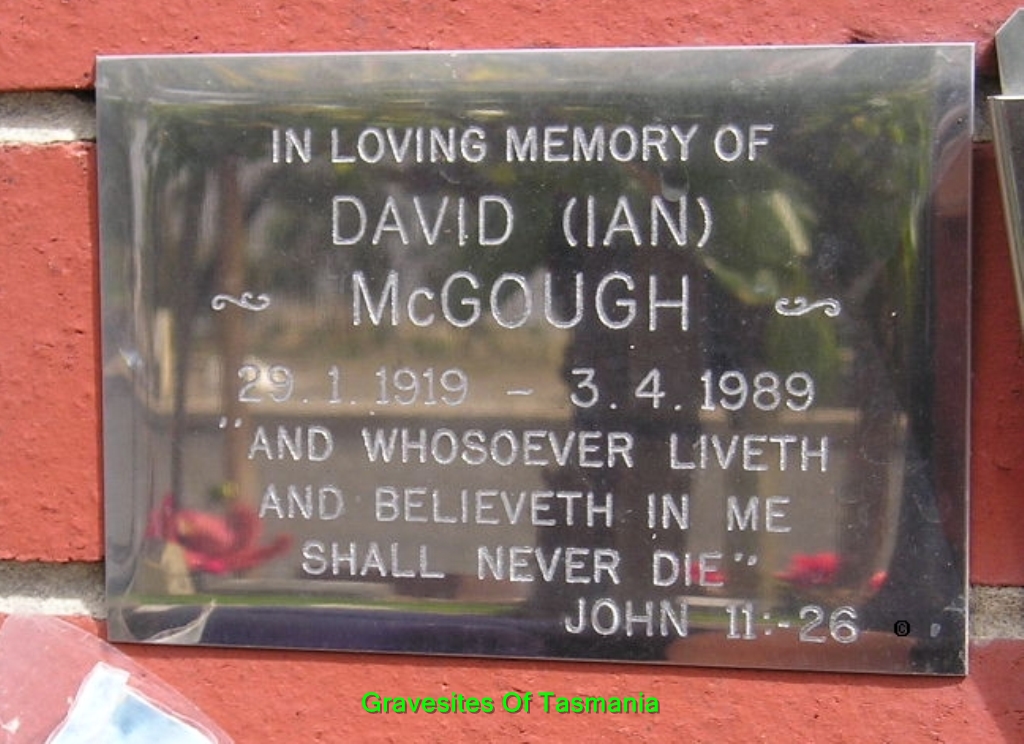 IN LOVING MEMORY OF
DAVID (IAN)
McGOUGH
29.1.1919 - 3.4.1989
"AND WHOSOEVER LIVETH
AND BELIEVETH IN ME
SHALL NEVER DIE"
JOHN 11:-26
©
Gravesites Of Tasmania